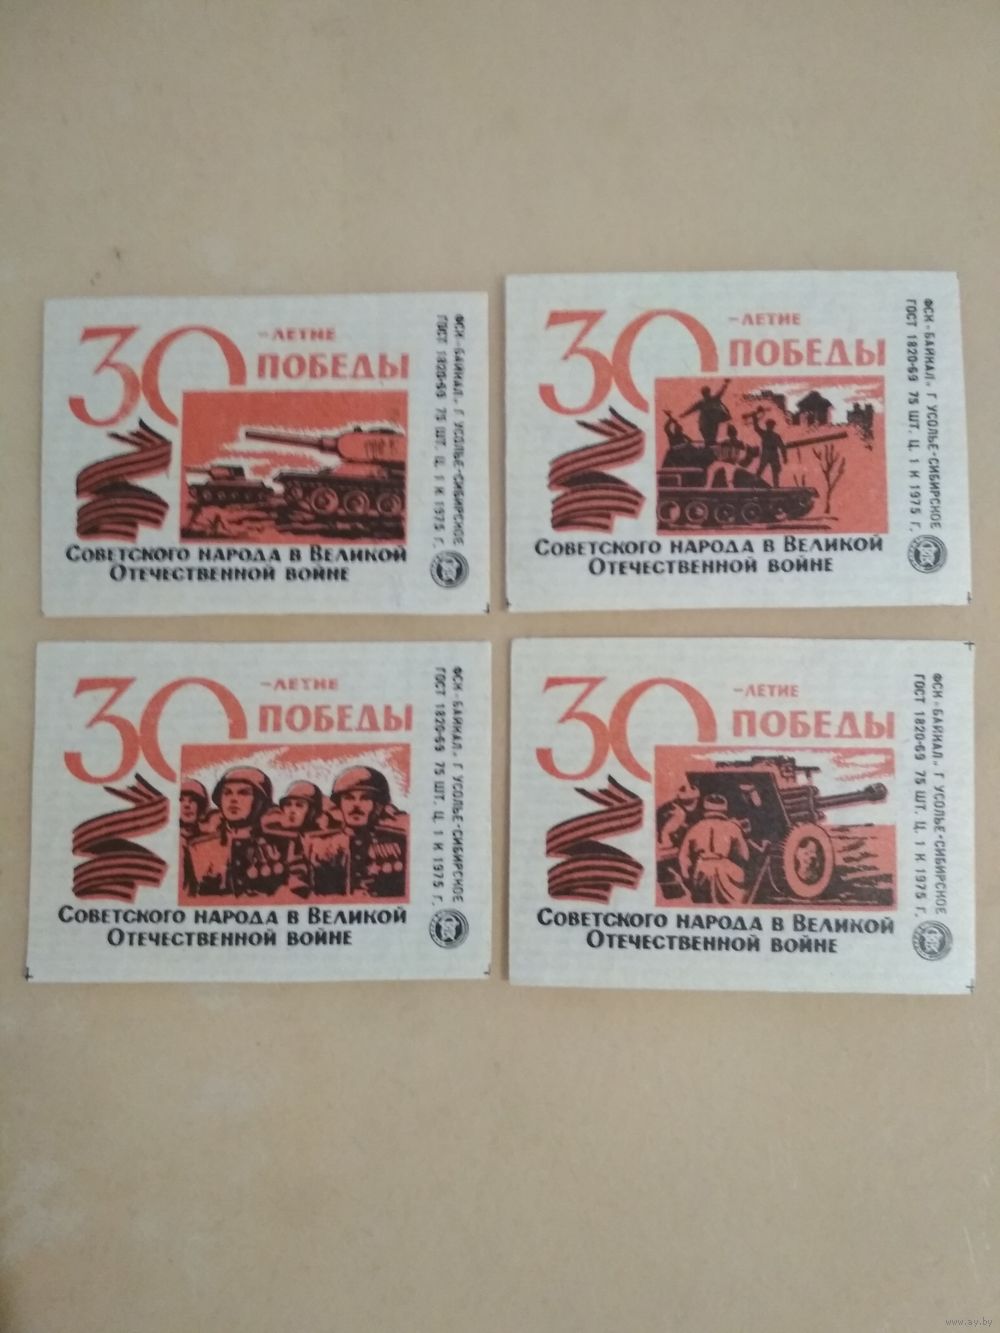 30 -ЛЕТИЕ
ПОБЕДЫ
СОВЕТСКОГО НАРОДА В ВЕЛИКОЙ
ОТЕЧЕСТВЕННОЙ ВОЙНЕ
ФСК „БАЙКАЛ„ Г УСОЛЬЕ-СИБИРСКОЕ
ГОСТ 1820-69 75 ШТ. Ц. 1 К 1975 Г.
30 -ЛЕТИЕ
ПОБЕДЫ
СОВЕТСКОГО НАРОДА В ВЕЛИКОЙ
ОТЕЧЕСТВЕННОЙ ВОЙНЕ
ФСК „БАЙКАЛ„ Г УСОЛЬЕ-СИБИРСКОЕ
ГОСТ 1820-69 75 ШТ. Ц. 1 К 1975 Г.
30 -ЛЕТИЕ
ПОБЕДЫ
СОВЕТСКОГО НАРОДА В ВЕЛИКОЙ
ОТЕЧЕСТВЕННОЙ ВОЙНЕ
ФСК „БАЙКАЛ„ Г УСОЛЬЕ-СИБИРСКОЕ
ГОСТ 1820-69 75 ШТ. Ц. 1 К 1975 Г.
30 -ЛЕТИЕ
ПОБЕДЫ
СОВЕТСКОГО НАРОДА В ВЕЛИКОЙ
ОТЕЧЕСТВЕННОЙ ВОЙНЕ
ФСК „БАЙКАЛ„ Г УСОЛЬЕ-СИБИРСКОЕ
ГОСТ 1820-69 75 ШТ. Ц. 1 К 1975 Г.
www.ay.by